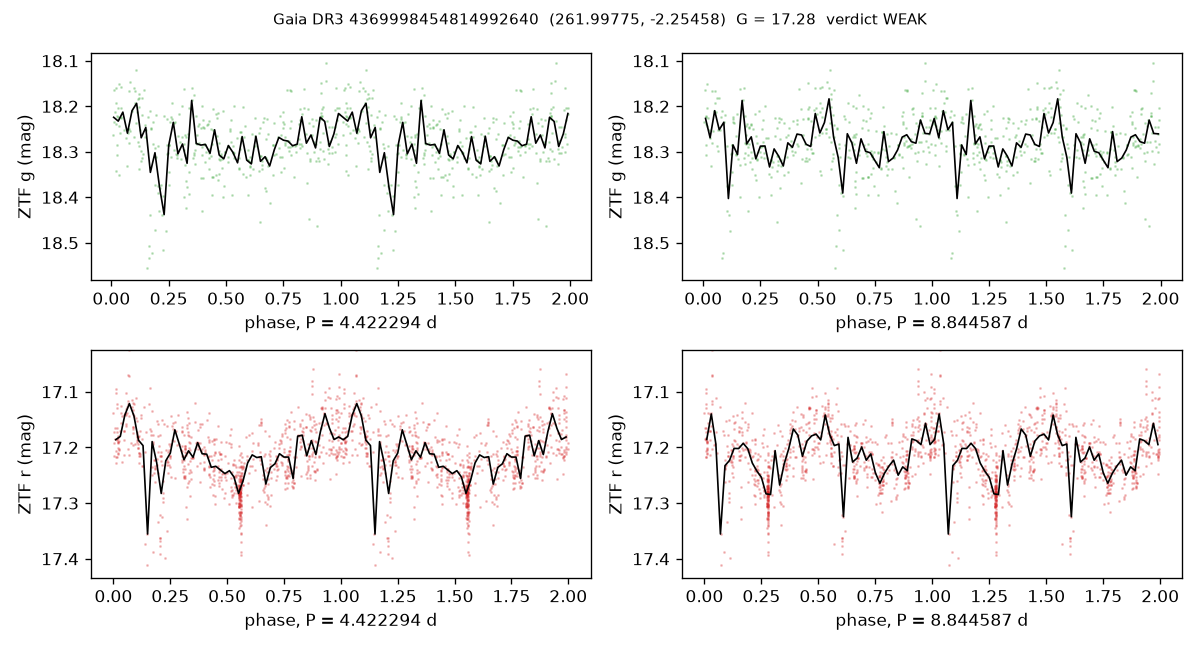 Gaia DR3 4369998454814992640  (261.99775, -2.25458)  G = 17.28  verdict WEAK
ZTF g (mag)
18.1
18.2
18.3
18.4
18.5
0.00 0.25 0.50 0.75 1.00 1.25 1.50 1.75 2.00
phase, P = 4.422294 d
ZTF g (mag)
18.1
18.2
18.3
18.4
18.5
0.00 0.25 0.50 0.75 1.00 1.25 1.50 1.75 2.00
phase, P = 8.844587 d
ZTF r (mag)
17.1
17.2
17.3
17.4
0.00 0.25 0.50 0.75 1.00 1.25 1.50 1.75 2.00
phase, P = 4.422294 d
ZTF r (mag)
17.1
17.2
17.3
17.4
0.00 0.25 0.50 0.75 1.00 1.25 1.50 1.75 2.00
phase, P = 8.844587 d